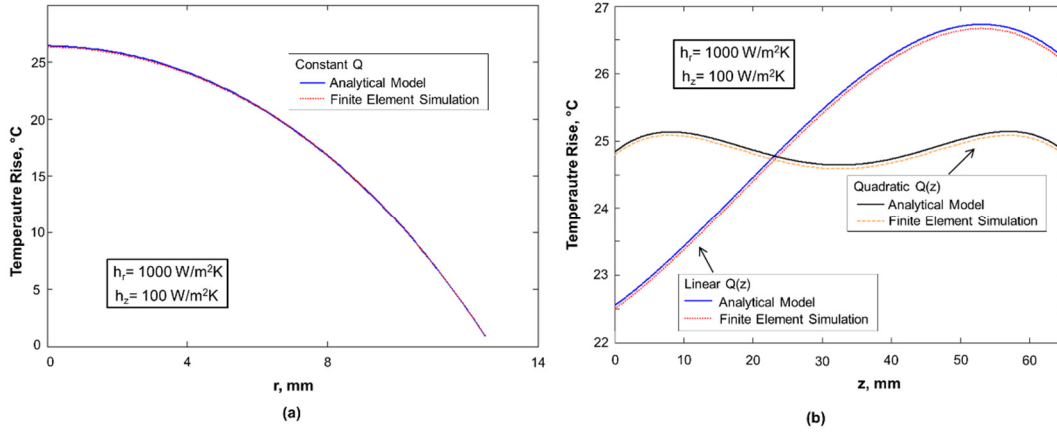 Temperautre Rise, °C
25
20
15
10
5
0
0
4
8
14
r, mm
Constant Q
Analytical Model
Finite Element Simulation
hr= 1000 W/m2K
hz= 100 W/m2K
(a)
Temperautre Rise, °C
27
26
25
24
23
22
0
10
20
30
40
50
60
z, mm
hr= 1000 W/m2K
hz= 100 W/m2K
Quadratic Q(z)
Analytical Model
Finite Element Simulation
Linear Q(z)
Analytical Model
Finite Element Simulation
(b)